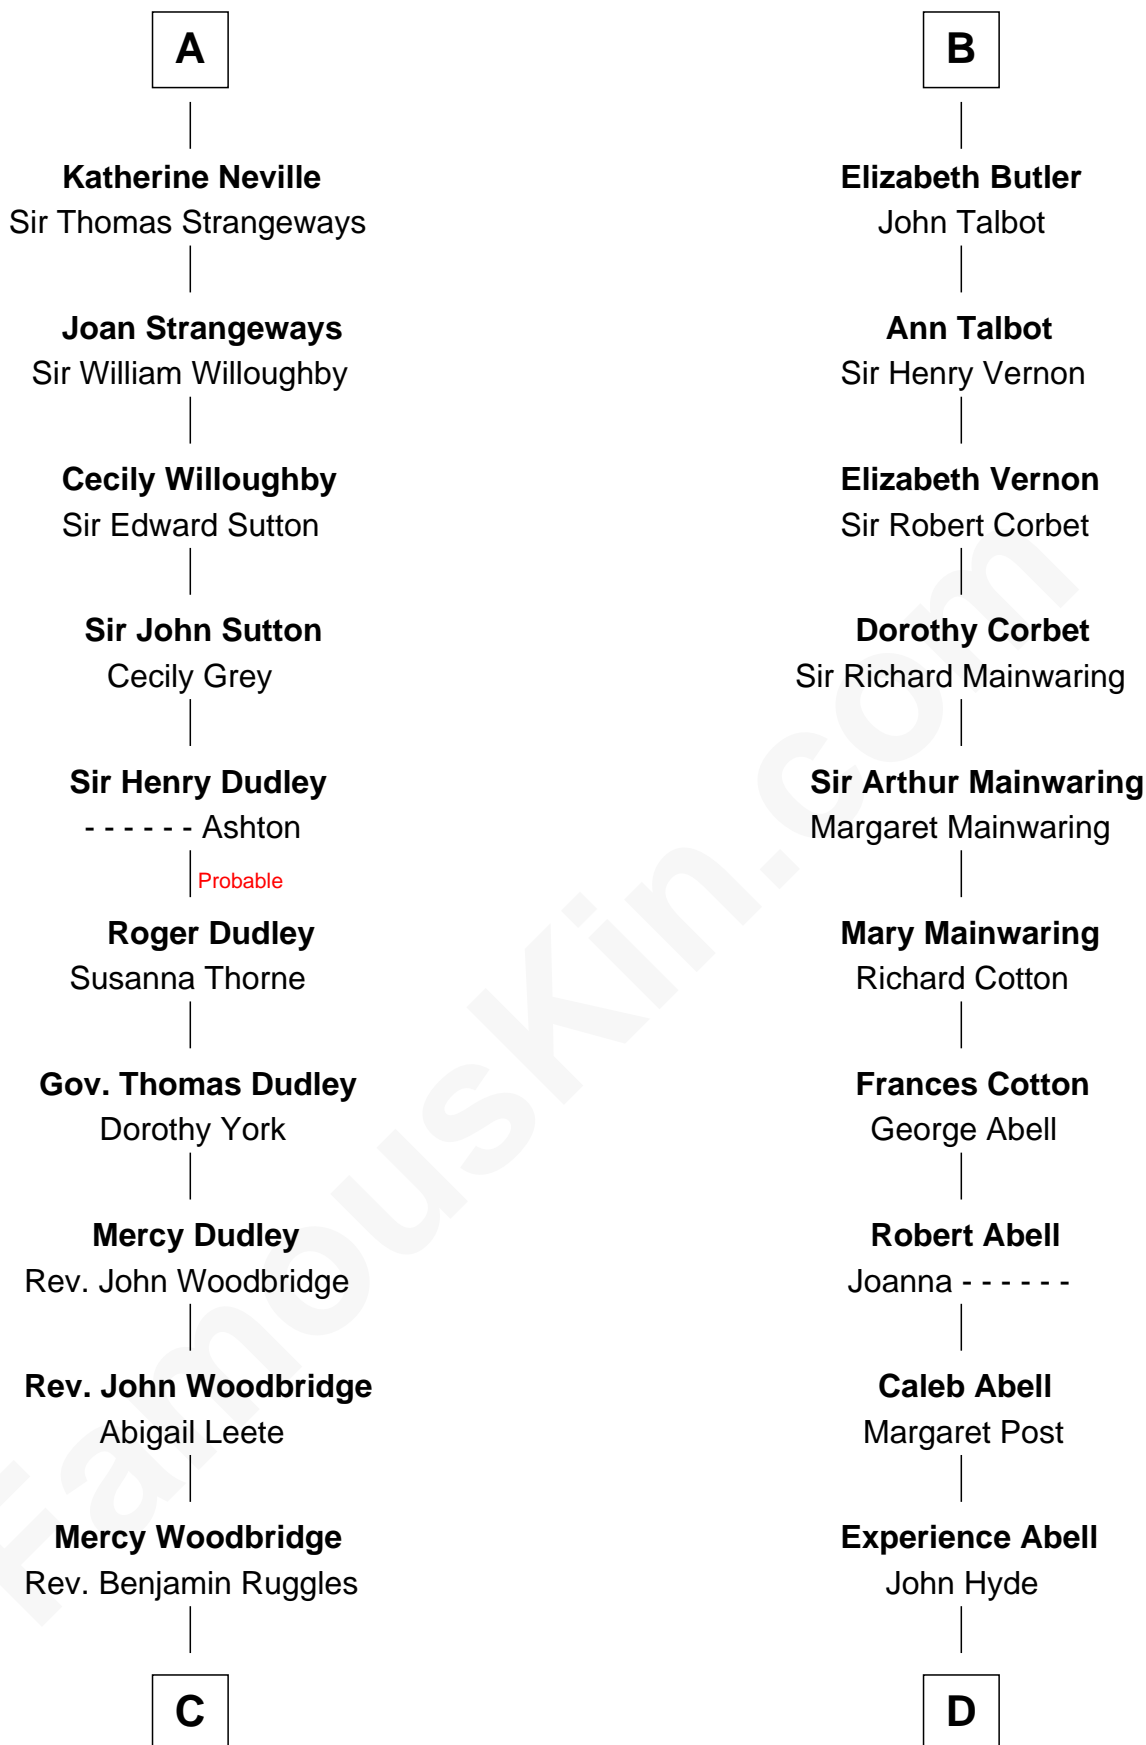 A
Katherine Neville
Sir Thomas Strangeways
Joan Strangeways
Sir William Willoughby
Cecily Willoughby
Sir Edward Sutton
Sir John Sutton
Cecily Grey
Sir Henry Dudley
- - - - - - Ashton
Probable
Roger Dudley
Susanna Thorne
Gov. Thomas Dudley
Dorothy York
Mercy Dudley
Rev. John Woodbridge
Rev. John Woodbridge
Abigail Leete
Mercy Woodbridge
Rev. Benjamin Ruggles
C
B
Elizabeth Butler
John Talbot
Ann Talbot
Sir Henry Vernon
Elizabeth Vernon
Sir Robert Corbet
Dorothy Corbet
Sir Richard Mainwaring
Sir Arthur Mainwaring
Margaret Mainwaring
Mary Mainwaring
Richard Cotton
Frances Cotton
George Abell
Robert Abell
Joanna - - - - - -
Caleb Abell
Margaret Post
Experience Abell
John Hyde
D
FamousKin.com